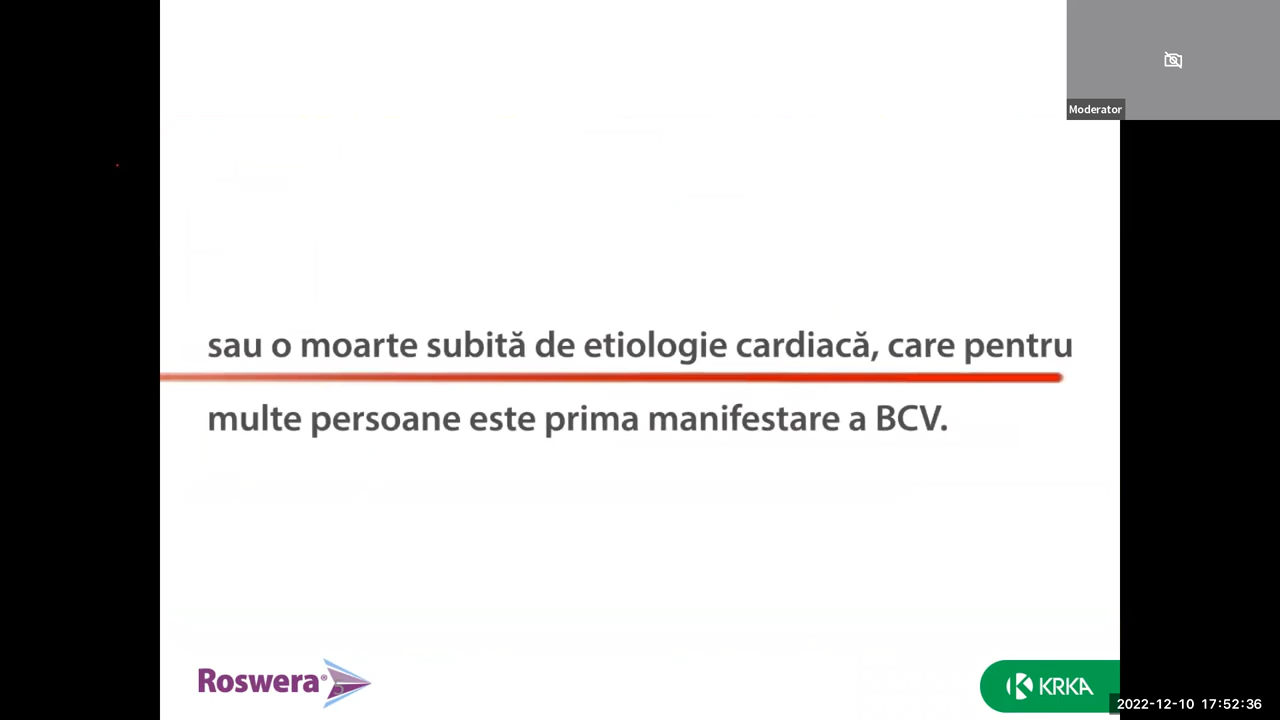 Moderator
sau o moarte subită de etiologie cardiacă, care pentru
multe persoane este prima manifestare a BCV.
Roswera®
KRKA
2022-12-10 17:52:36